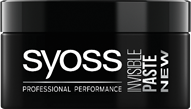 syoss
PROFESSIONAL PERFORMANCE
INVISIBLE
PASTE
NEW